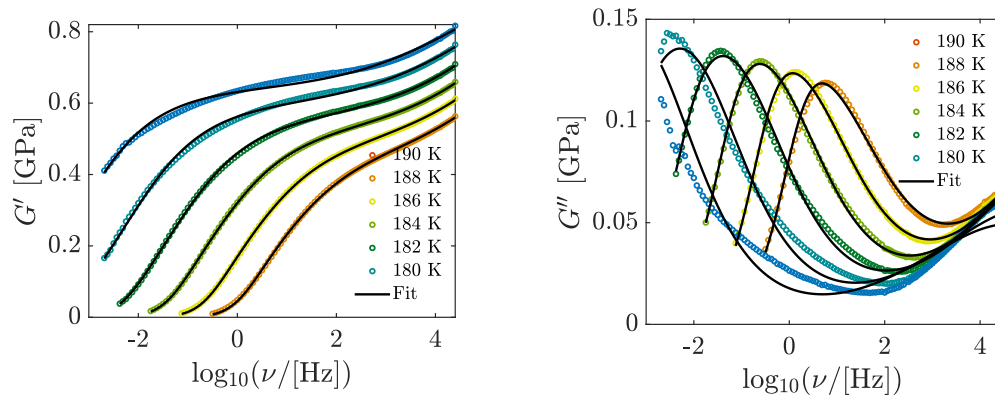 0.8
0.6
0.4
0.2
0
G′ [GPa]
-2
0
2
4
log10(ν/[Hz])
190 K
188 K
186 K
184 K
182 K
180 K
Fit
0.15
0.1
0.05
0
G″ [GPa]
-2
0
2
4
log10(ν/[Hz])
190 K
188 K
186 K
184 K
182 K
180 K
Fit